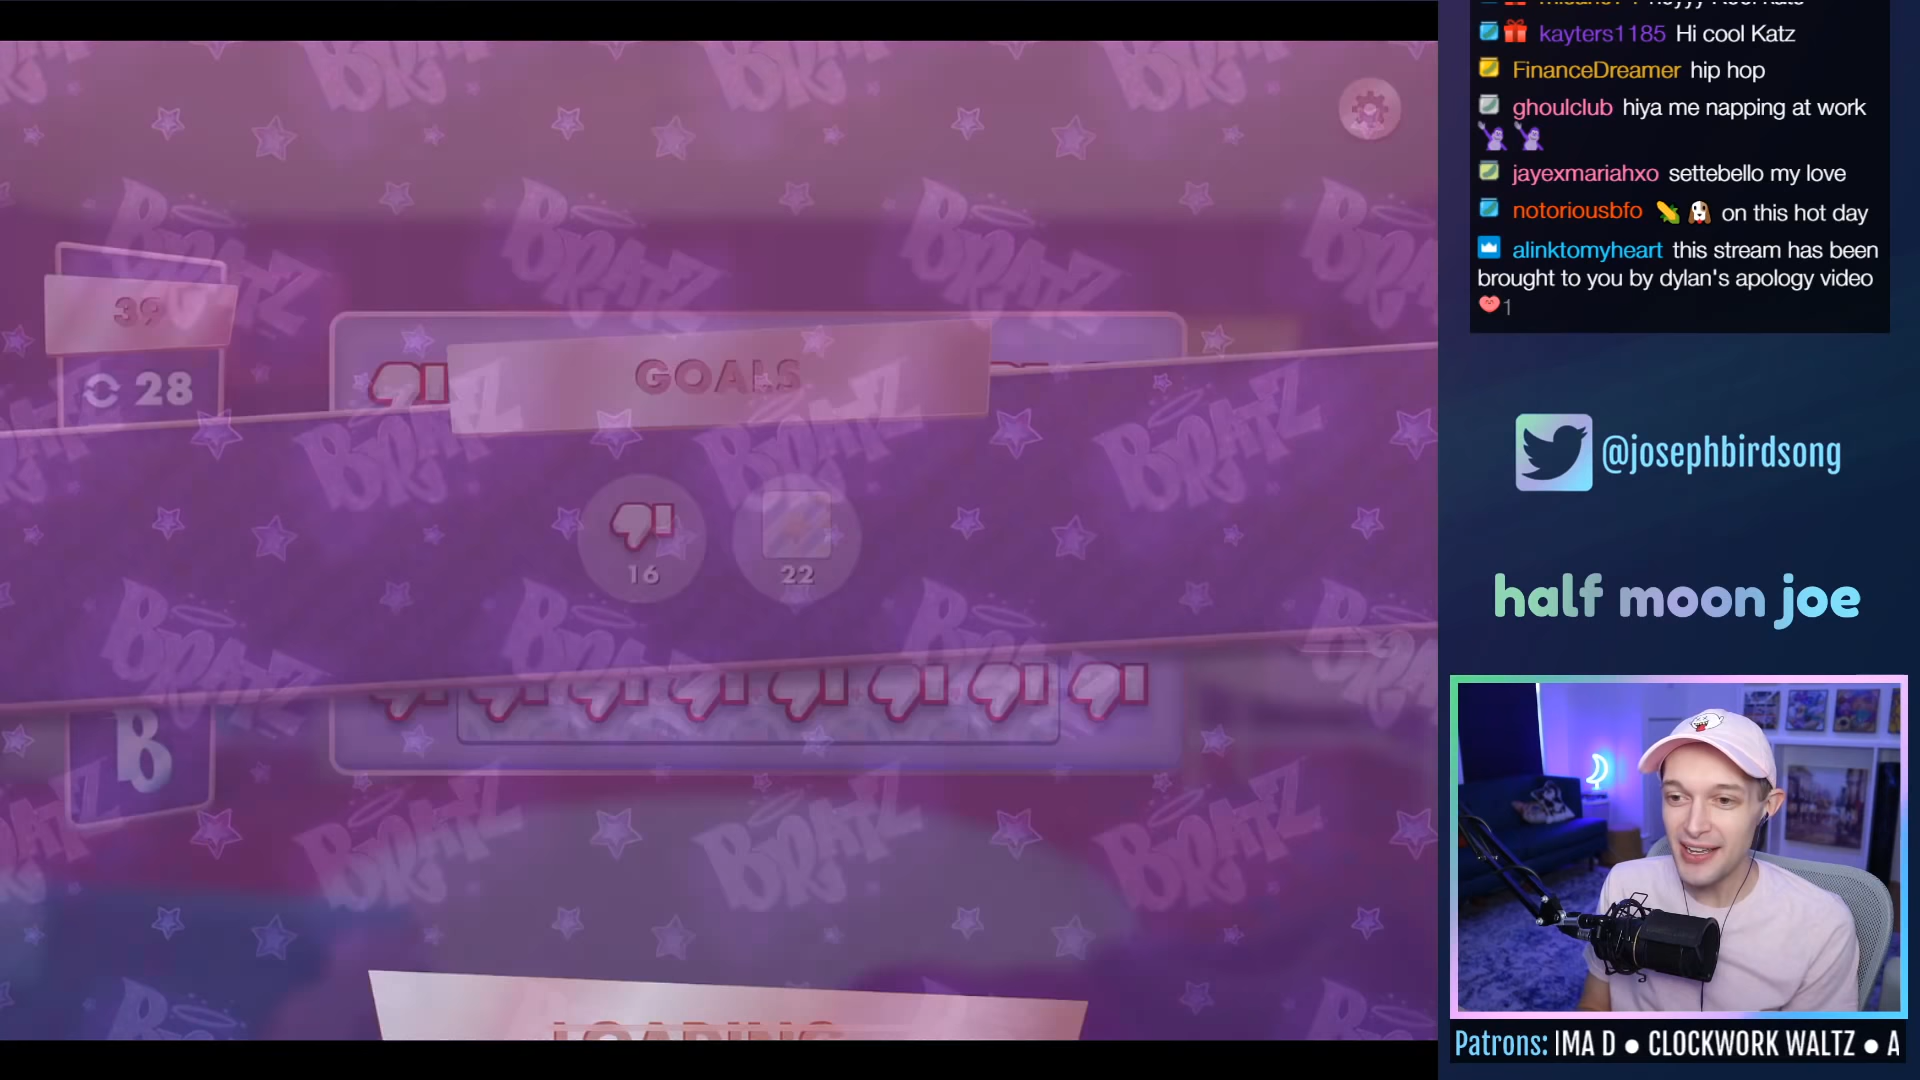 39
28
GOALS
16
22
B
LOADING
BRATZ
kayters1185 Hi cool Katz
FinanceDreamer hip hop
ghoulclub hiya me napping at work
jayexmariahxo settebello my love
notoriousbfo on this hot day
alinktomyheart this stream has been
brought to you by dylan's apology video
1
@josephbirdsong
half moon joe
Patrons: IMA D ● CLOCKWORK WALTZ ● A